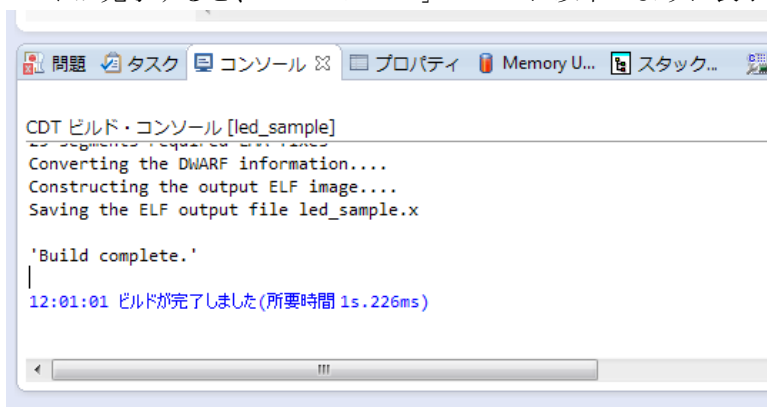 問題 タスク コンソール プロパティ Memory U... スタック...
CDT ビルド・コンソール [led_sample]
Converting the DWARF information....
Constructing the output ELF image....
Saving the ELF output file led_sample.x
'Build complete.'
12:01:01 ビルドが完了しました(所要時間 1s.226ms)